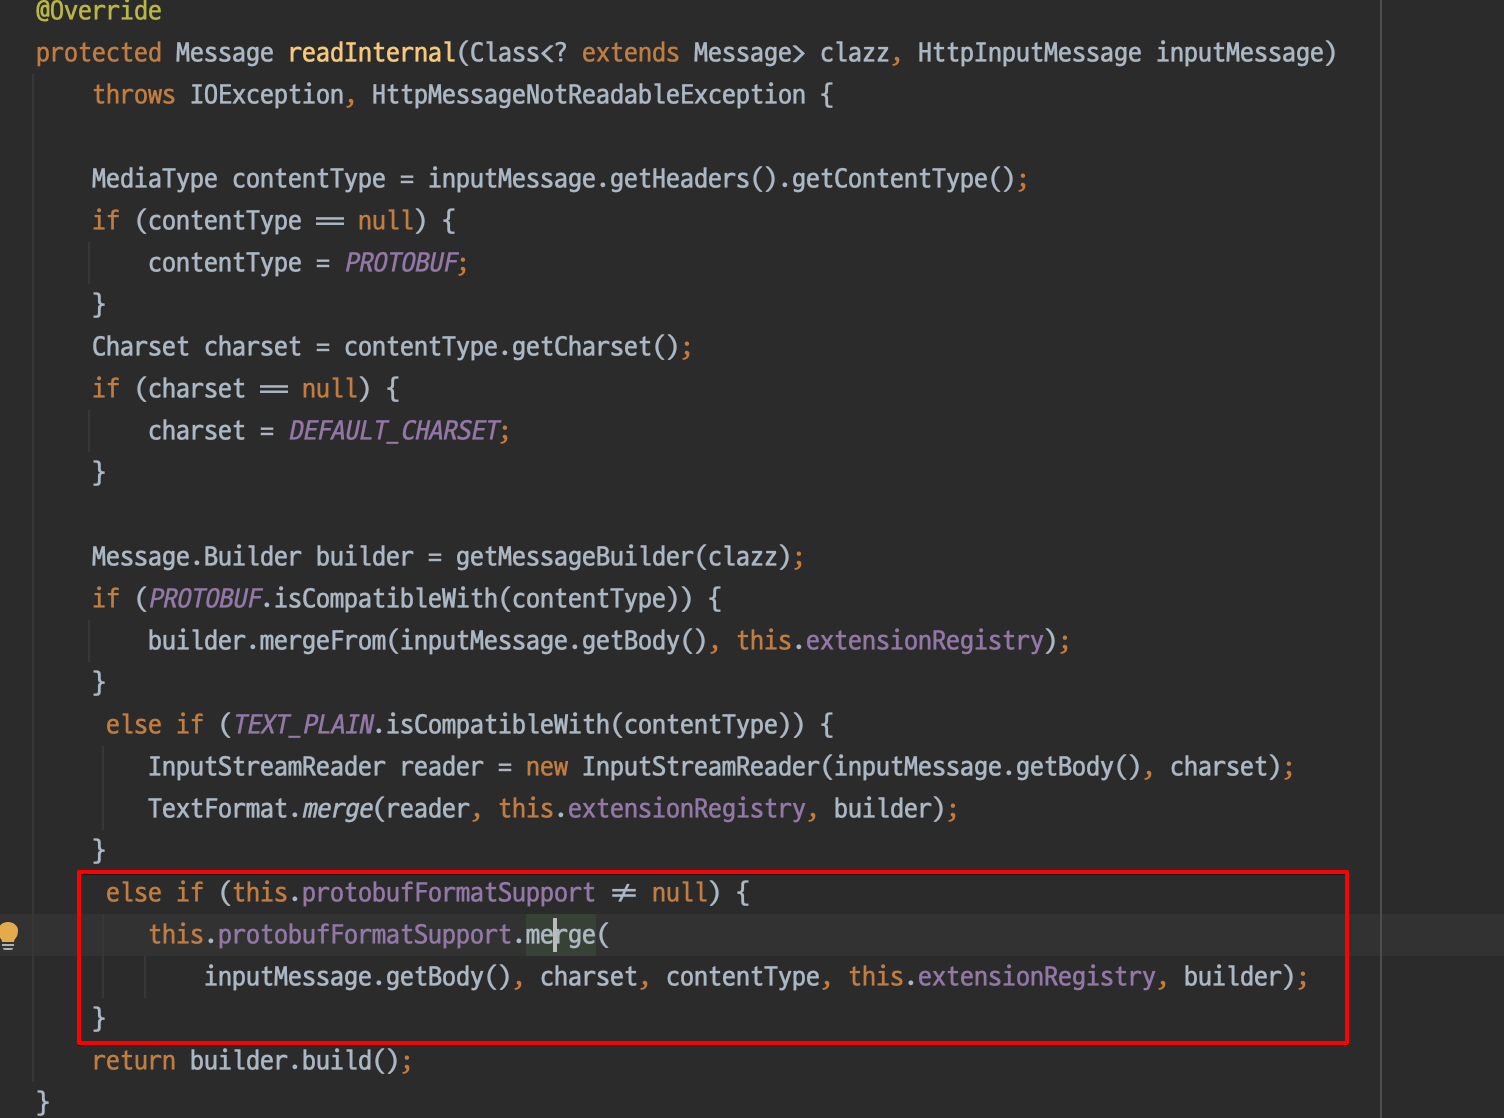 @Override
protected Message readInternal(Class<? extends Message> clazz, HttpInputMessage inputMessage)
throws IOException, HttpMessageNotReadableException {
MediaType contentType = inputMessage.getHeaders().getContentType();
if (contentType == null) {
contentType = PROTOBUF;
}
Charset charset = contentType.getCharset();
if (charset == null) {
charset = DEFAULT_CHARSET;
}
Message.Builder builder = getMessageBuilder(clazz);
if (PROTOBUF.isCompatibleWith(contentType)) {
builder.mergeFrom(inputMessage.getBody(), this.extensionRegistry);
}
else if (TEXT_PLAIN.isCompatibleWith(contentType)) {
InputStreamReader reader = new InputStreamReader(inputMessage.getBody(), charset);
TextFormat.merge(reader, this.extensionRegistry, builder);
}
else if (this.protobufFormatSupport ≠ null) {
this.protobufFormatSupport.merge(
inputMessage.getBody(), charset, contentType, this.extensionRegistry, builder);
}
return builder.build();
}